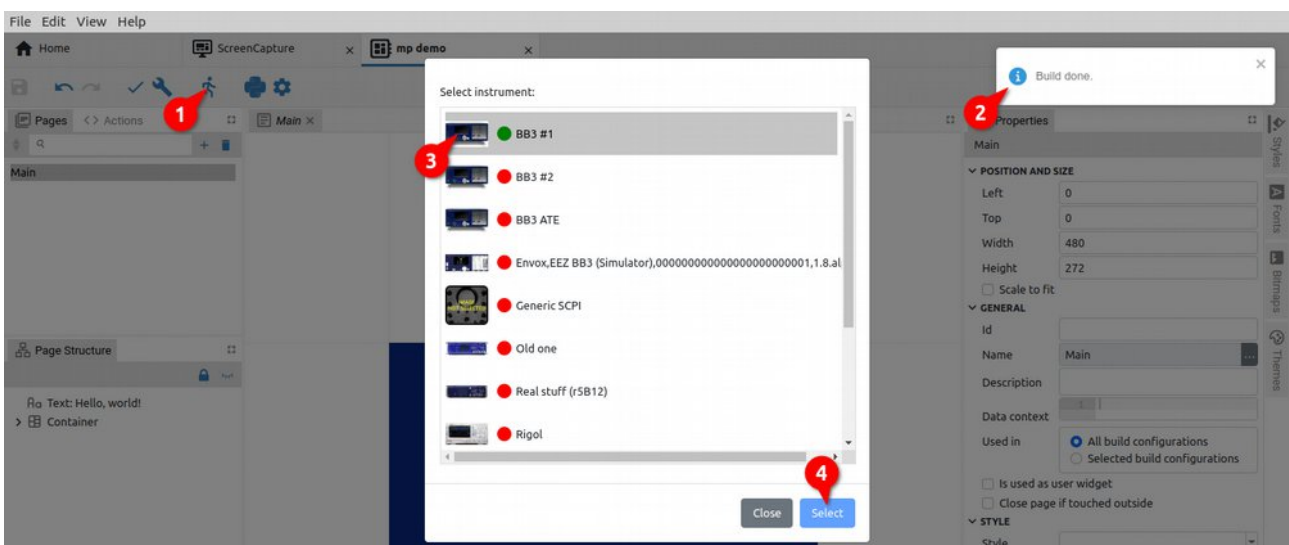 File Edit View Help
Home
ScreenCapture ×
mp demo ×
1
Build done. ×
2
Pages <> Actions
Main ×
Main
Page Structure
Text: Hello, world!
Container
Select instrument:
BB3 #1
3
BB3 #2
BB3 ATE
Envox,EEZ BB3 (Simulator),00000000000000000000000001,1.8.al
Generic SCPI
Old one
Real stuff (r5B12)
Rigol
4
Close Select
Properties
Main
POSITION AND SIZE
Left 0
Top 0
Width 480
Height 272
Scale to fit
GENERAL
Id
Name Main ...
Description
Data context 1
Used in All build configurations
Selected build configurations
Is used as user widget
Close page if touched outside
STYLE
Style
Styles
Fonts
Bitmaps
Themes